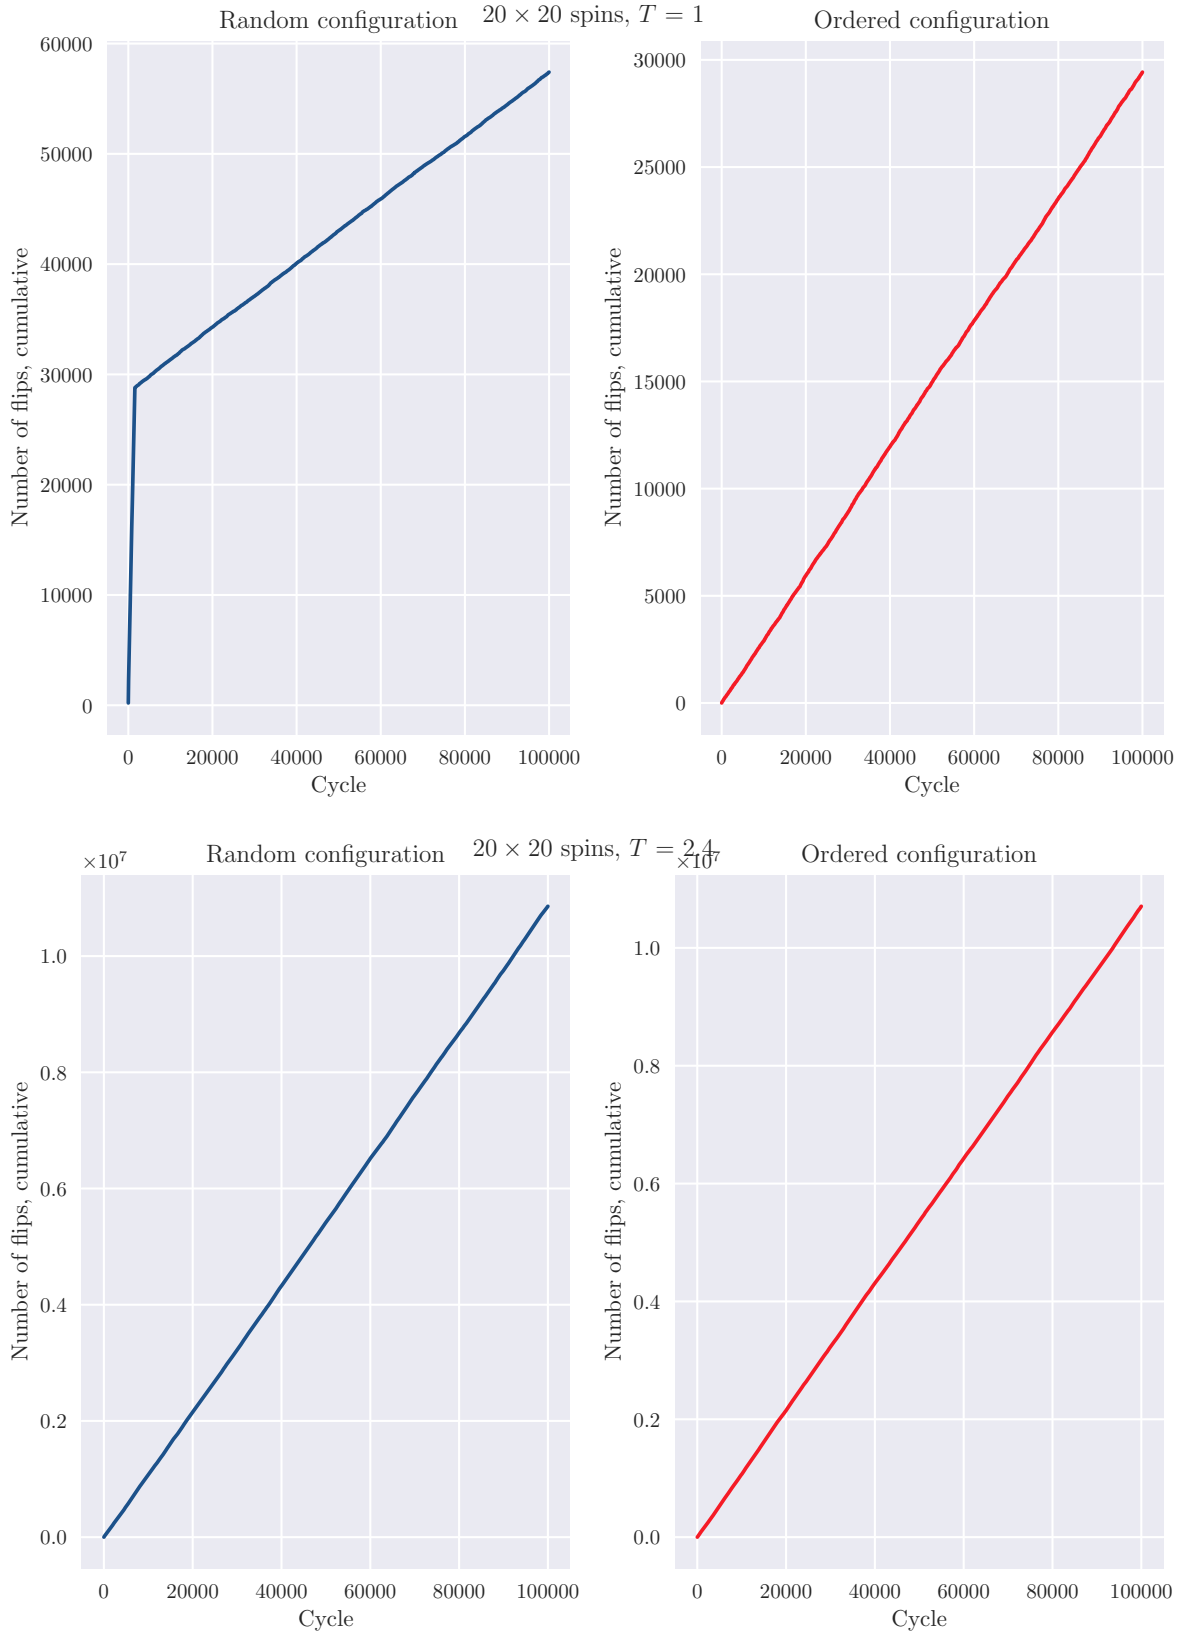 20 × 20 spins, T = 1
Random configuration
Ordered configuration
60000
50000
40000
30000
20000
10000
0
Number of flips, cumulative
0 20000 40000 60000 80000 100000
Cycle
30000
25000
20000
15000
10000
5000
0
Number of flips, cumulative
0 20000 40000 60000 80000 100000
Cycle
20 × 20 spins, T = 2.4
Random configuration
Ordered configuration
×10⁷
1.0
0.8
0.6
0.4
0.2
0.0
Number of flips, cumulative
0 20000 40000 60000 80000 100000
Cycle
×10⁷
1.0
0.8
0.6
0.4
0.2
0.0
Number of flips, cumulative
0 20000 40000 60000 80000 100000
Cycle